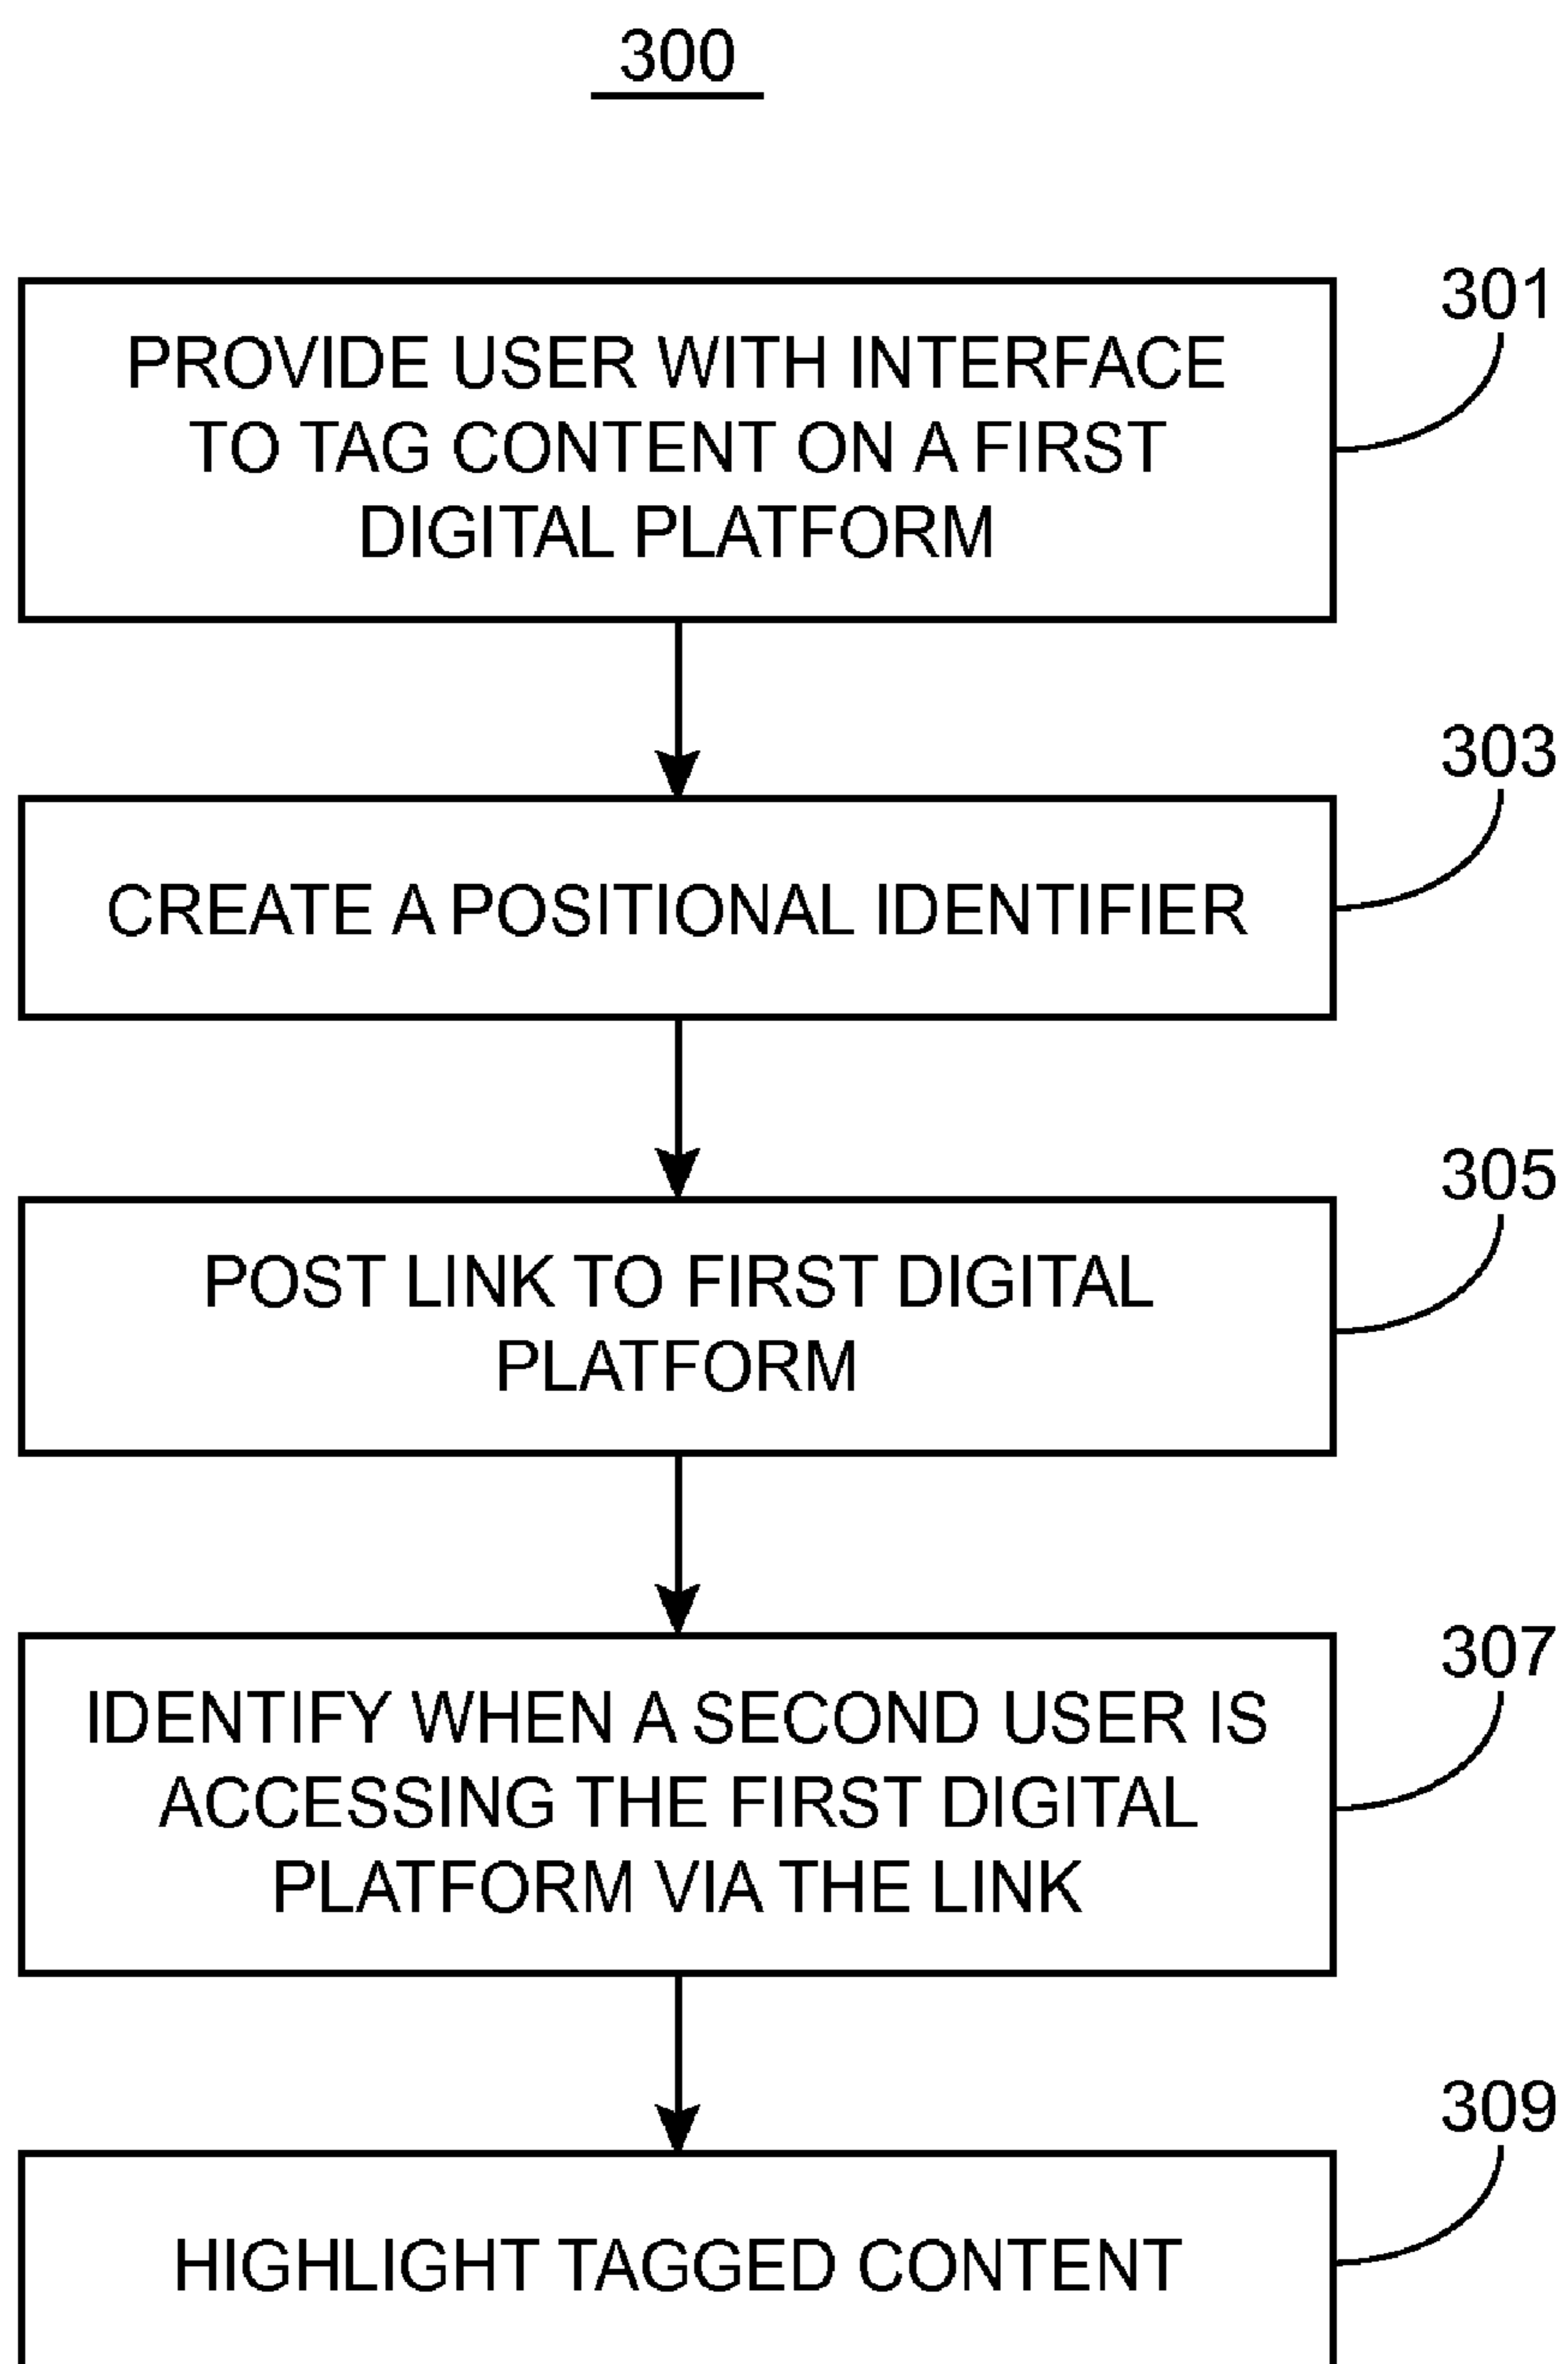 300
301
PROVIDE USER WITH INTERFACE
TO TAG CONTENT ON A FIRST
DIGITAL PLATFORM
303
CREATE A POSITIONAL IDENTIFIER
305
POST LINK TO FIRST DIGITAL
PLATFORM
307
IDENTIFY WHEN A SECOND USER IS
ACCESSING THE FIRST DIGITAL
PLATFORM VIA THE LINK
309
HIGHLIGHT TAGGED CONTENT